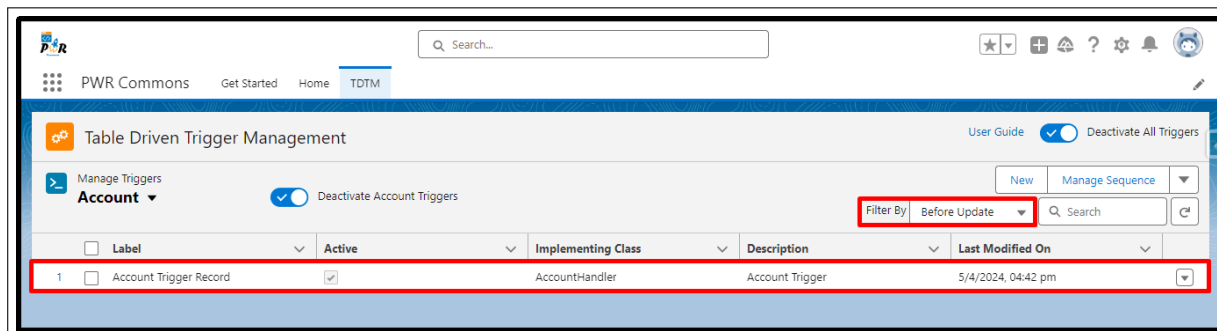 PWR
Search...
PWR Commons Get Started Home TDTM
Table Driven Trigger Management
User Guide Deactivate All Triggers
Manage Triggers
Account
Deactivate Account Triggers
New Manage Sequence
Filter By Before Update Search
Label Active Implementing Class Description Last Modified On
1 Account Trigger Record AccountHandler Account Trigger 5/4/2024, 04:42 pm